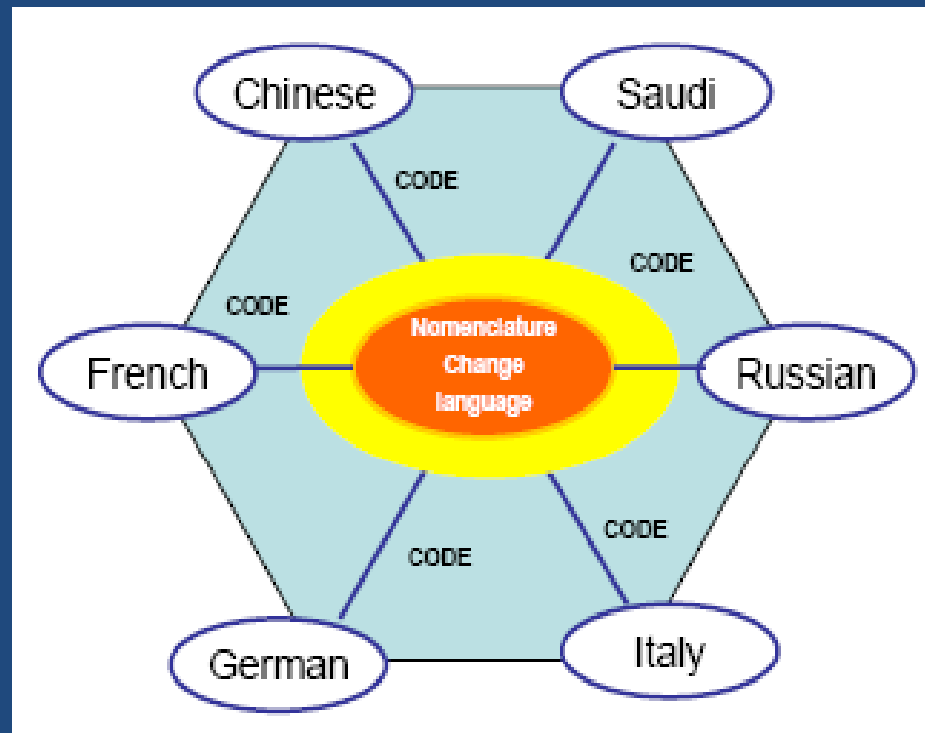 Chinese
Saudi
CODE
CODE
CODE
Nomenclature
Change
language
French
Russian
CODE
CODE
German
Italy